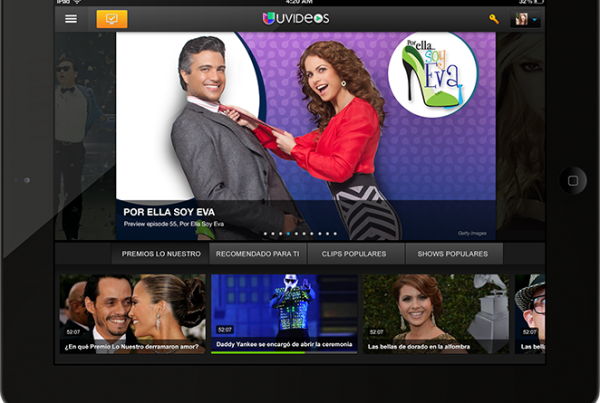 iPad
4:20 AM
32%
UVIDEOS
Por
ella..
soy
Eva
POR ELLA SOY EVA
Preview episode 55, Por Ella Soy Eva
Getty Images
PREMIOS LO NUESTRO
RECOMENDADO PARA TI
CLIPS POPULARES
SHOWS POPULARES
52:07
¿En qué Premio Lo Nuestro derramaron amor?
52:07
Daddy Yankee se encargó de abrir la ceremonia
52:07
Las bellas de dorado en la alfombra
52:07
Las be